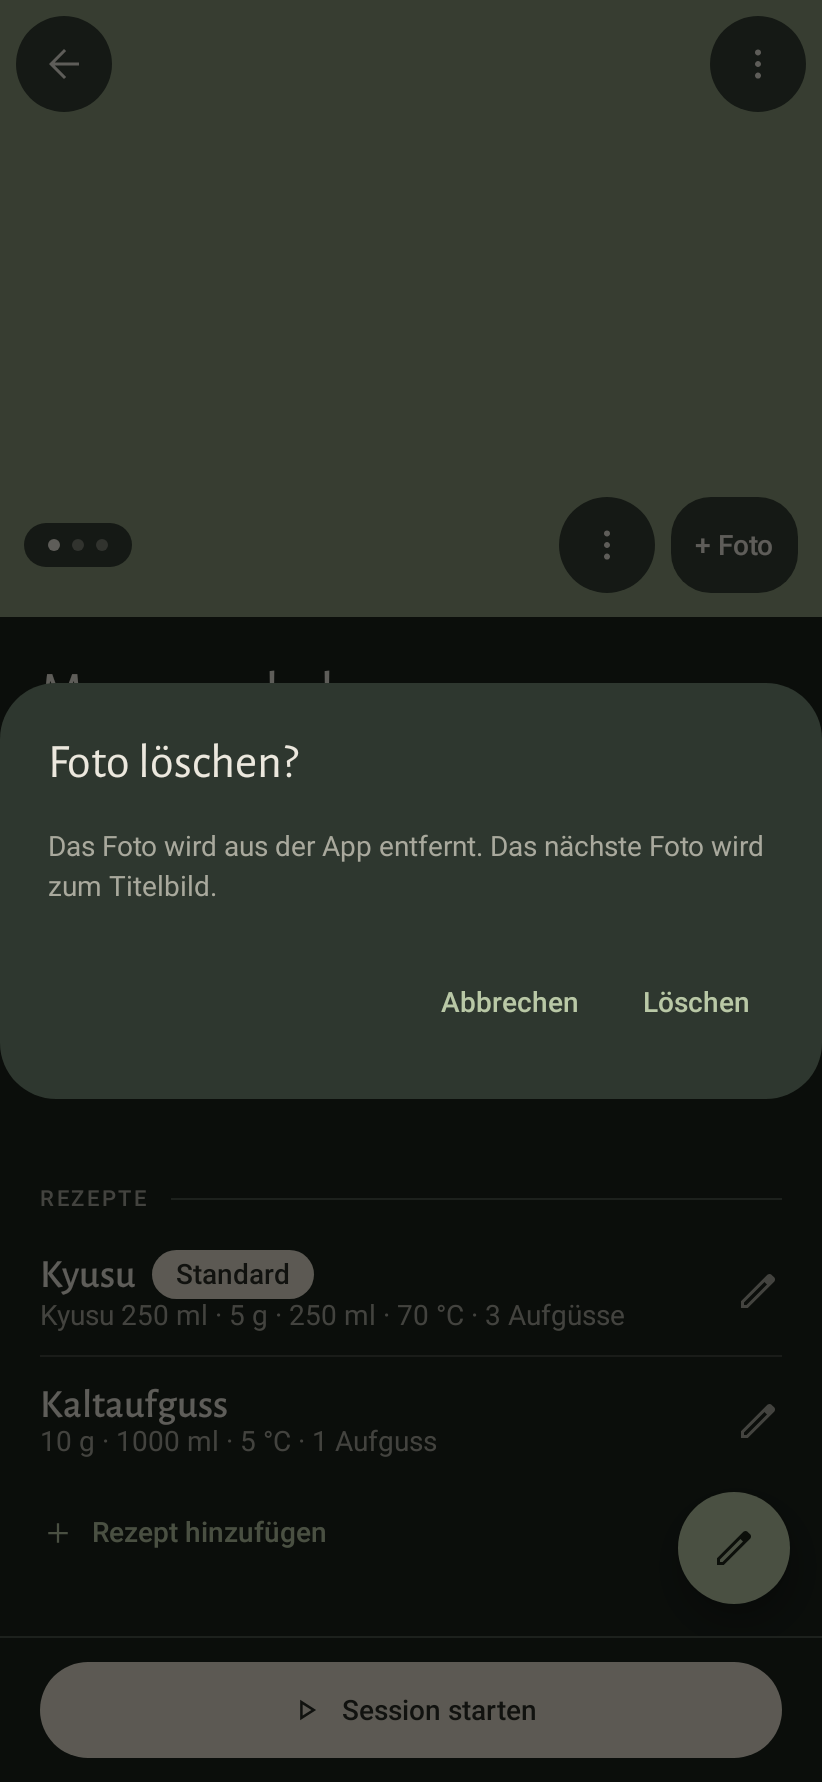 + Foto
Foto löschen?
Das Foto wird aus der App entfernt. Das nächste Foto wird
zum Titelbild.
Abbrechen Löschen
REZEPTE
Kyusu Standard
Kyusu 250 ml · 5 g · 250 ml · 70 °C · 3 Aufgüsse
Kaltaufguss
10 g · 1000 ml · 5 °C · 1 Aufguss
+ Rezept hinzufügen
Session starten